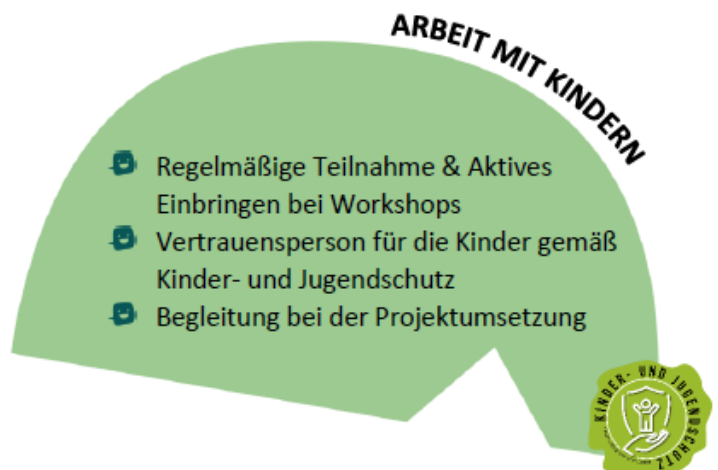 ARBEIT MIT KINDERN
Regelmäßige Teilnahme & Aktives
Einbringen bei Workshops
Vertrauensperson für die Kinder gemäß
Kinder- und Jugendschutz
Begleitung bei der Projektumsetzung
KINDER- UND JUGENDSCHUTZ